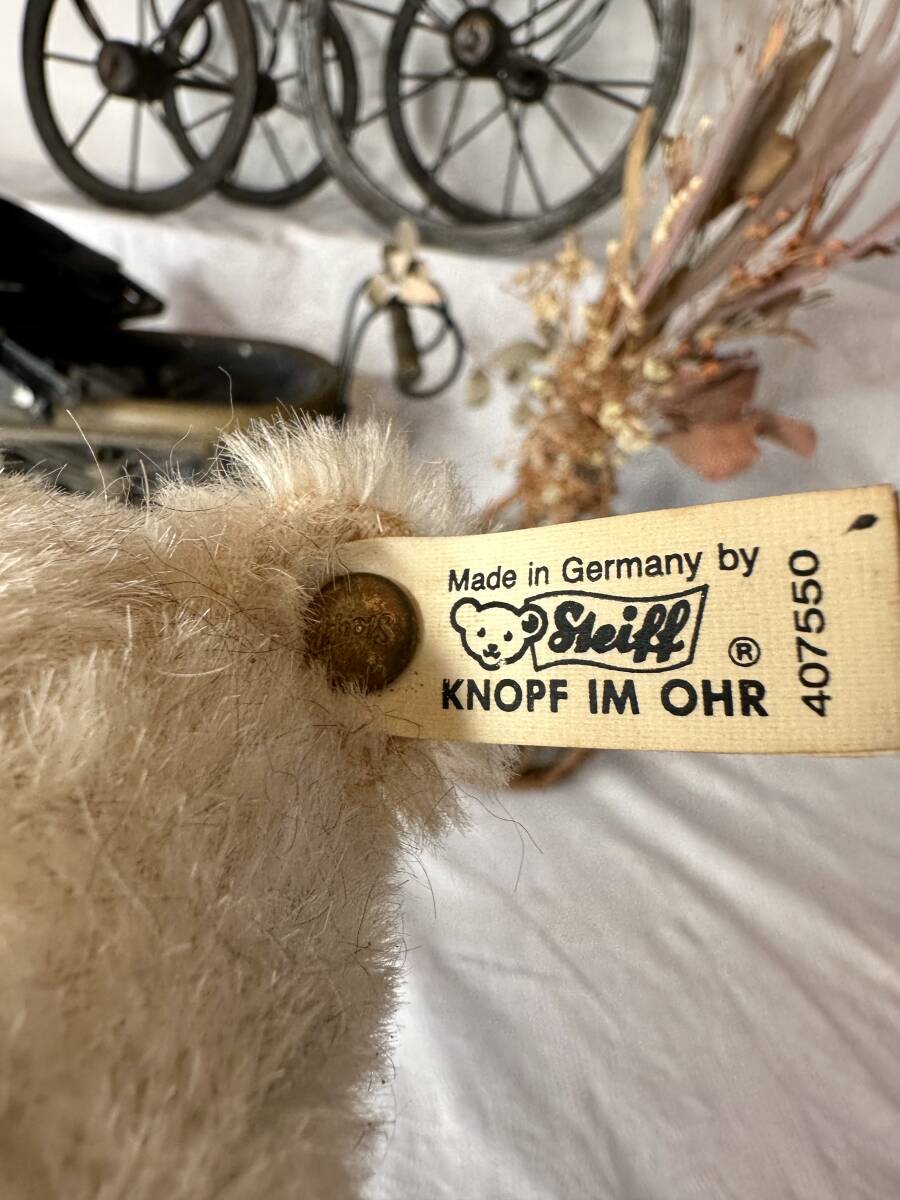 Made in Germany by
Steiff ®
KNOPF IM OHR
407550